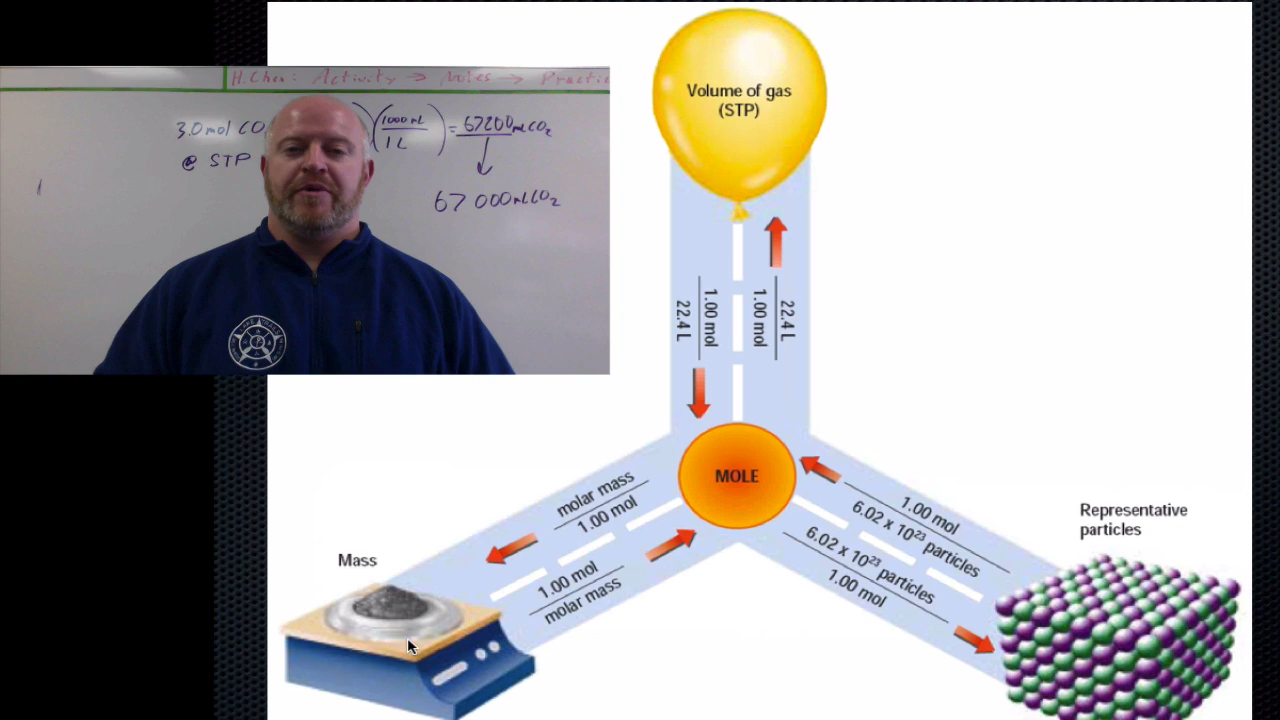 H.Chem: Activity → Notes → Practic
3.0 mol CO
@ STP
) (1000 mL / 1 L) = 67200 mL CO₂
67 000 mL CO₂
Volume of gas
(STP)
22.4 L
1.00 mol
1.00 mol
22.4 L
MOLE
molar mass
1.00 mol
1.00 mol
molar mass
Mass
1.00 mol
6.02 x 10²³ particles
6.02 x 10²³ particles
1.00 mol
Representative
particles